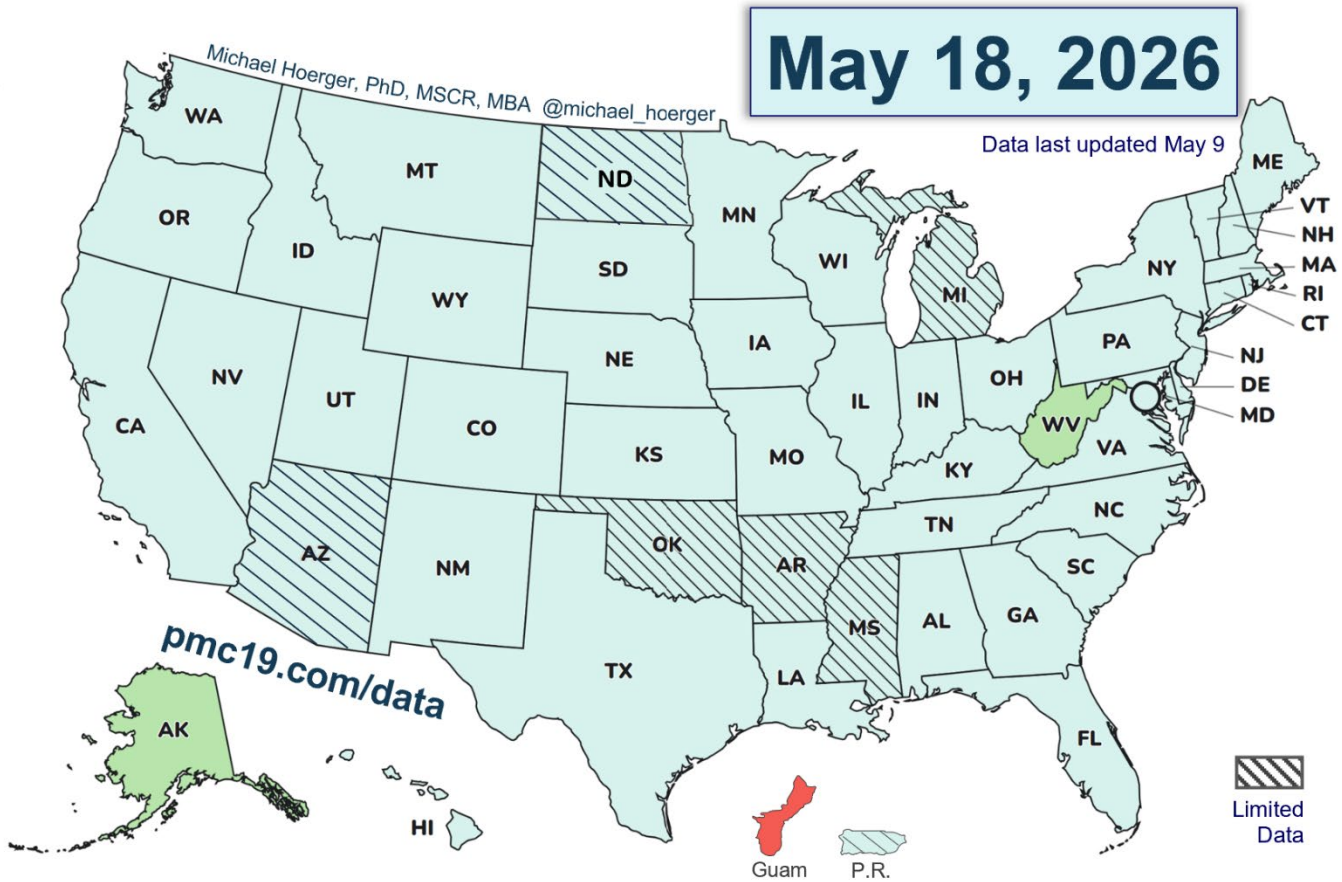 May 18, 2026
Michael Hoerger, PhD, MSCR, MBA @michael_hoerger
Data last updated May 9
WA
MT
ND
MN
ME
VT
NH
MA
RI
CT
OR
ID
SD
WI
MI
NY
WY
IA
PA
NJ
DE
MD
NV
UT
NE
IL
IN
OH
WV
VA
CA
CO
KS
MO
KY
AZ
NM
OK
AR
TN
NC
SC
MS
AL
GA
TX
LA
FL
pmc19.com/data
AK
HI
Guam
P.R.
Limited
Data